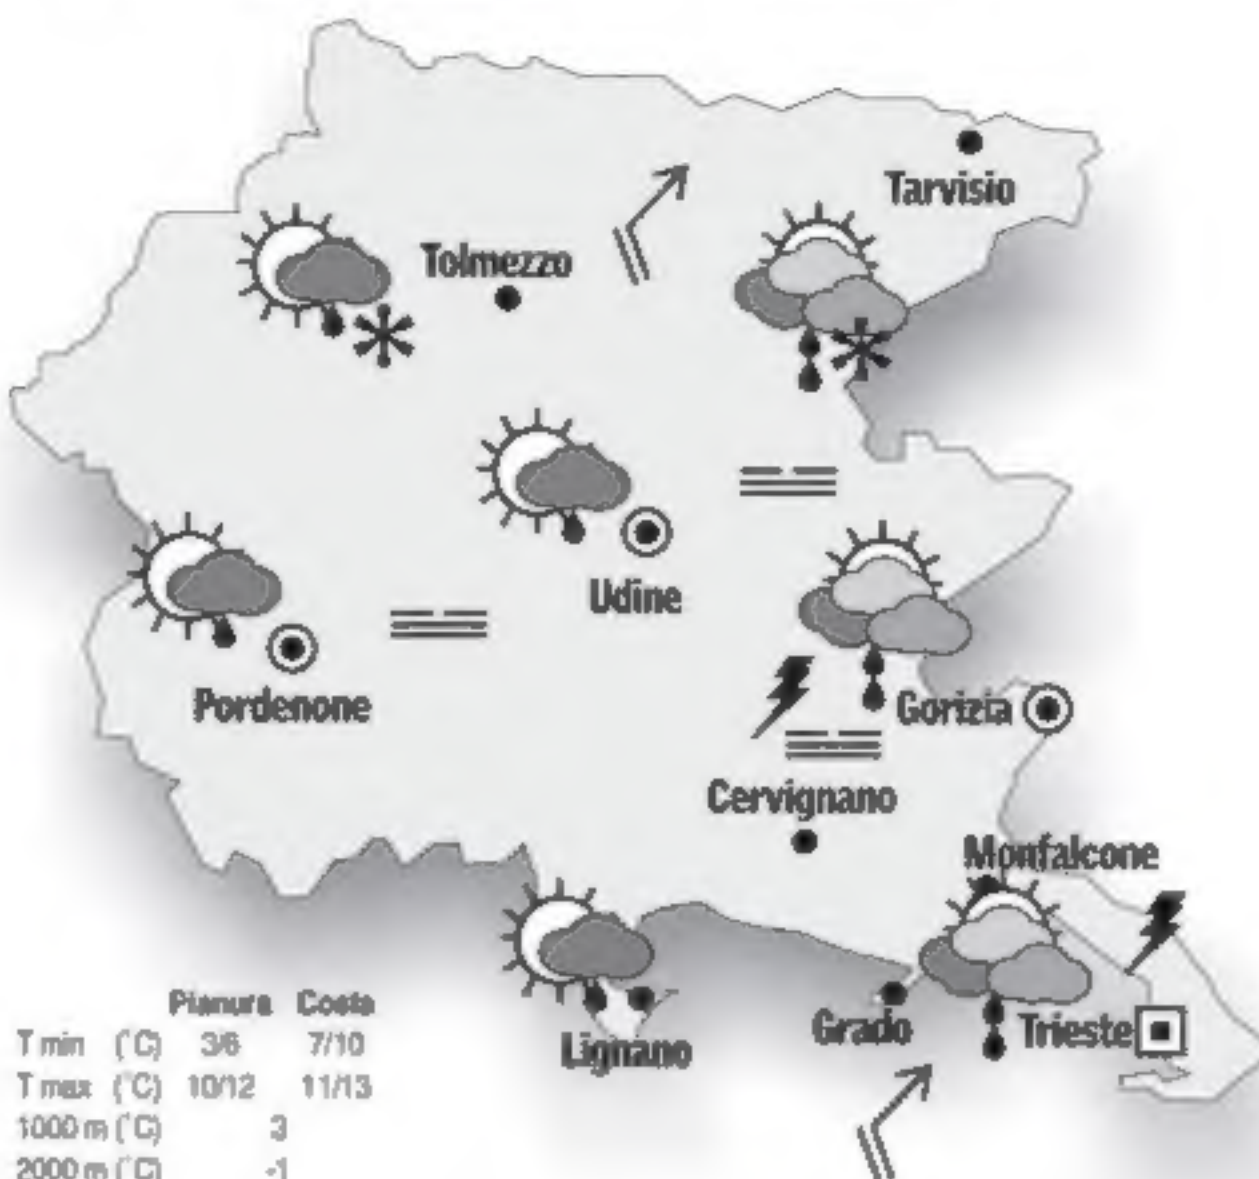 Tarvisio
Tolmezzo
Udine
Pordenone
Gorizia
Cervignano
Monfalcone
Grado
Trieste
Lignano
Pianura Costa
T min (°C) 3/6 7/10
T max (°C) 10/12 11/13
1000 m (°C) 3
2000 m (°C) -1